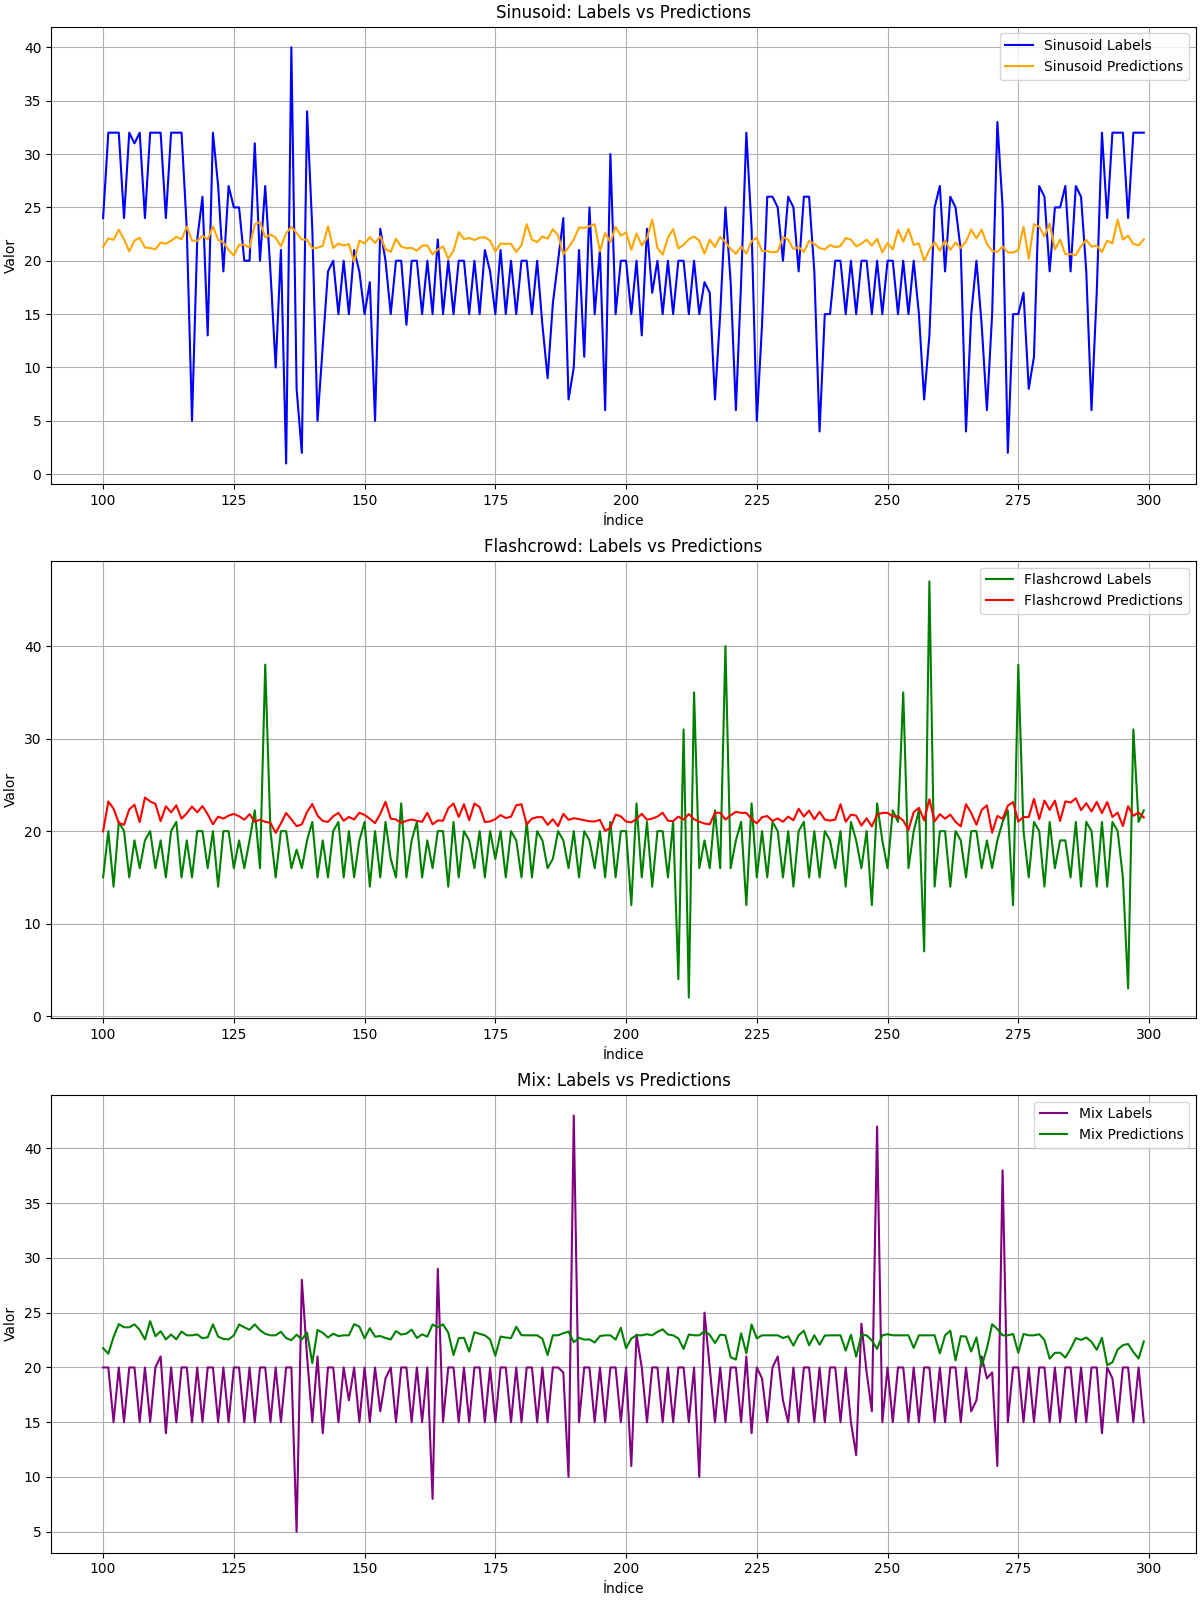 Sinusoid: Labels vs Predictions
Sinusoid Labels
Sinusoid Predictions
Valor
40
35
30
25
20
15
10
5
0
100 125 150 175 200 225 250 275 300
Índice
Flashcrowd: Labels vs Predictions
Flashcrowd Labels
Flashcrowd Predictions
Valor
40
30
20
10
0
100 125 150 175 200 225 250 275 300
Índice
Mix: Labels vs Predictions
Mix Labels
Mix Predictions
Valor
40
35
30
25
20
15
10
5
100 125 150 175 200 225 250 275 300
Índice